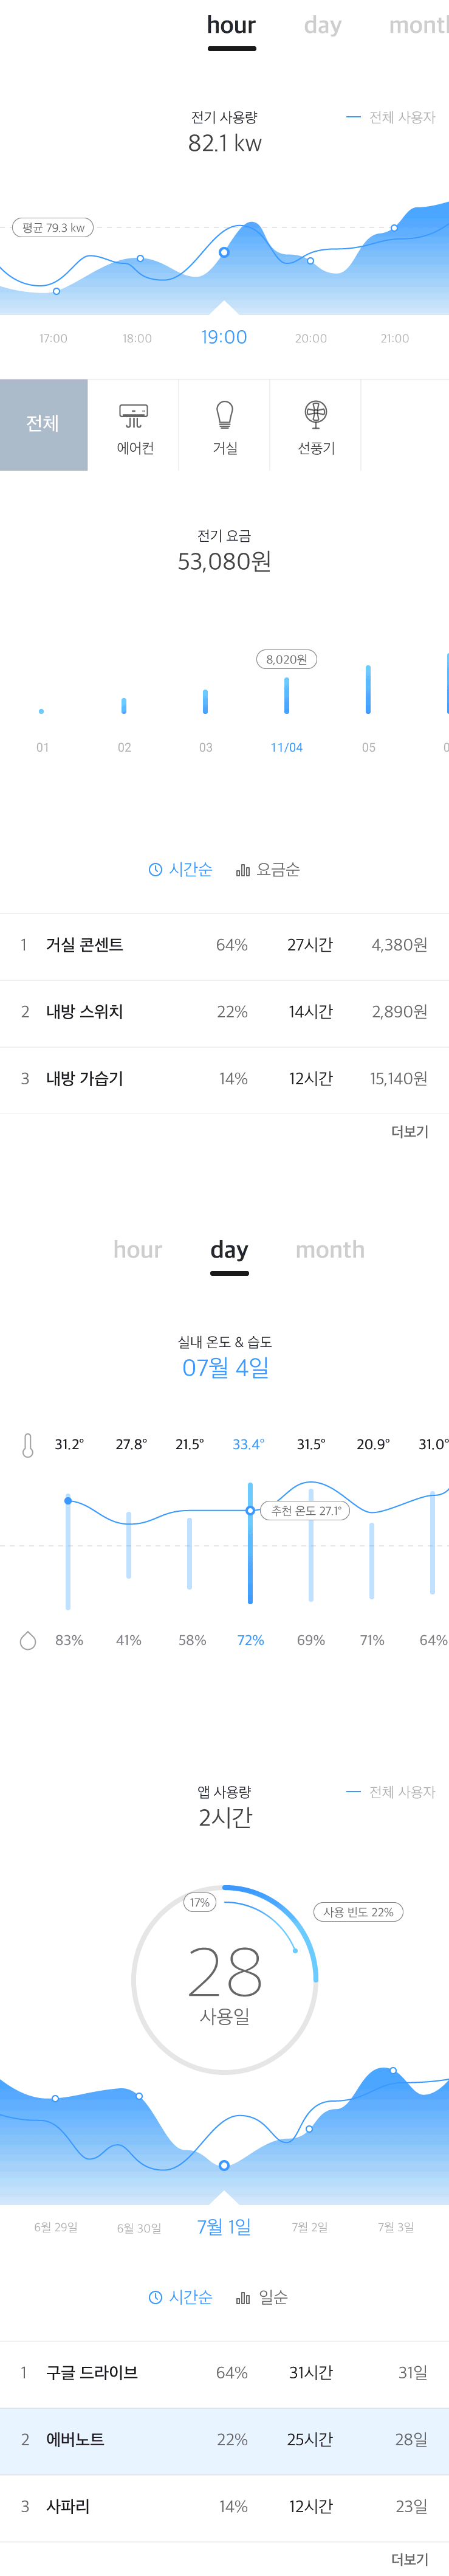 hour day month
전기 사용량
전체 사용자
82.1 kw
평균 79.3 kw
17:00 18:00 19:00 20:00 21:00
전체 에어컨 거실 선풍기
전기 요금
53,080원
8,020원
01 02 03 11/04 05 0
시간순 요금순
1 거실 콘센트 64% 27시간 4,380원
2 내방 스위치 22% 14시간 2,890원
3 내방 가습기 14% 12시간 15,140원
더보기
hour day month
실내 온도 & 습도
07월 4일
31.2° 27.8° 21.5° 33.4° 31.5° 20.9° 31.0°
추천 온도 27.1°
83% 41% 58% 72% 69% 71% 64%
앱 사용량
전체 사용자
2시간
17%
사용 빈도 22%
28
사용일
6월 29일 6월 30일 7월 1일 7월 2일 7월 3일
시간순 일순
1 구글 드라이브 64% 31시간 31일
2 에버노트 22% 25시간 28일
3 사파리 14% 12시간 23일
더보기